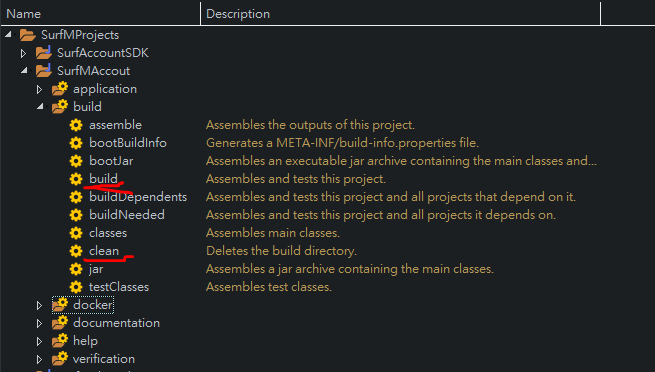 Name Description
SurfMProjects
SurfAccountSDK
SurfMAccout
application
build
assemble Assembles the outputs of this project.
bootBuildInfo Generates a META-INF/build-info.properties file.
bootJar Assembles an executable jar archive containing the main classes and...
build Assembles and tests this project.
buildDependents Assembles and tests this project and all projects that depend on it.
buildNeeded Assembles and tests this project and all projects it depends on.
classes Assembles main classes.
clean Deletes the build directory.
jar Assembles a jar archive containing the main classes.
testClasses Assembles test classes.
docker
documentation
help
verification